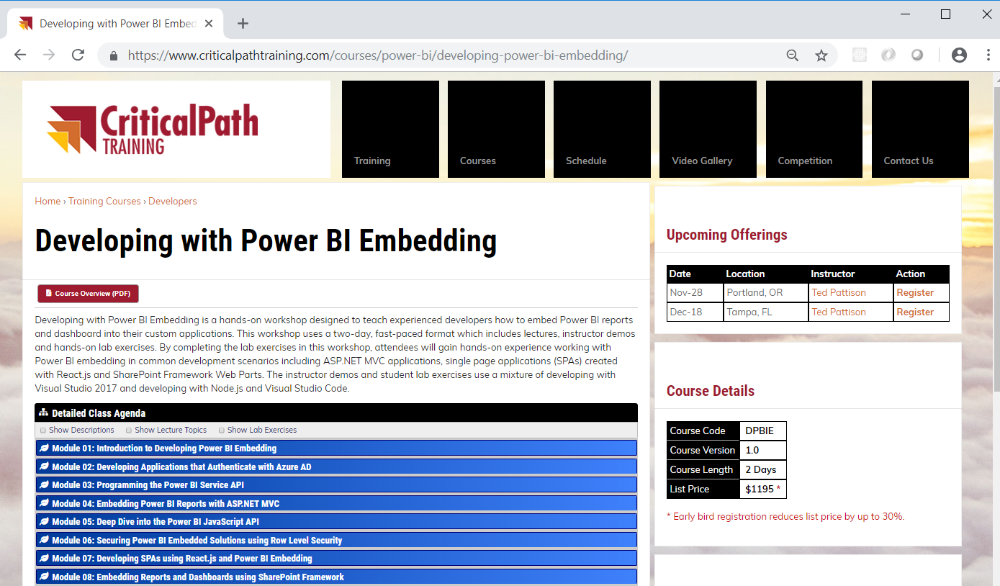 Developing with Power BI Embed
https://www.criticalpathtraining.com/courses/power-bi/developing-power-bi-embedding/
CriticalPath
TRAINING
Training
Courses
Schedule
Video Gallery
Competition
Contact Us
Home › Training Courses › Developers
Developing with Power BI Embedding
Course Overview (PDF)
Developing with Power BI Embedding is a hands-on workshop designed to teach experienced developers how to embed Power BI reports
and dashboard into their custom applications. This workshop uses a two-day, fast-paced format which includes lectures, instructor demos
and hands-on lab exercises. By completing the lab exercises in this workshop, attendees will gain hands-on experience working with
Power BI embedding in common development scenarios including ASP.NET MVC applications, single page applications (SPAs) created
with React.js and SharePoint Framework Web Parts. The instructor demos and student lab exercises use a mixture of developing with
Visual Studio 2017 and developing with Node.js and Visual Studio Code.
Detailed Class Agenda
Show Descriptions Show Lecture Topics Show Lab Exercises
Module 01: Introduction to Developing Power BI Embedding
Module 02: Developing Applications that Authenticate with Azure AD
Module 03: Programming the Power BI Service API
Module 04: Embedding Power BI Reports with ASP.NET MVC
Module 05: Deep Dive into the Power BI JavaScript API
Module 06: Securing Power BI Embedded Solutions using Row Level Security
Module 07: Developing SPAs using React.js and Power BI Embedding
Module 08: Embedding Reports and Dashboards using SharePoint Framework
Upcoming Offerings
Date Location Instructor Action
Nov-28 Portland, OR Ted Pattison Register
Dec-18 Tampa, FL Ted Pattison Register
Course Details
Course Code DPBIE
Course Version 1.0
Course Length 2 Days
List Price $1195 *
* Early bird registration reduces list price by up to 30%.